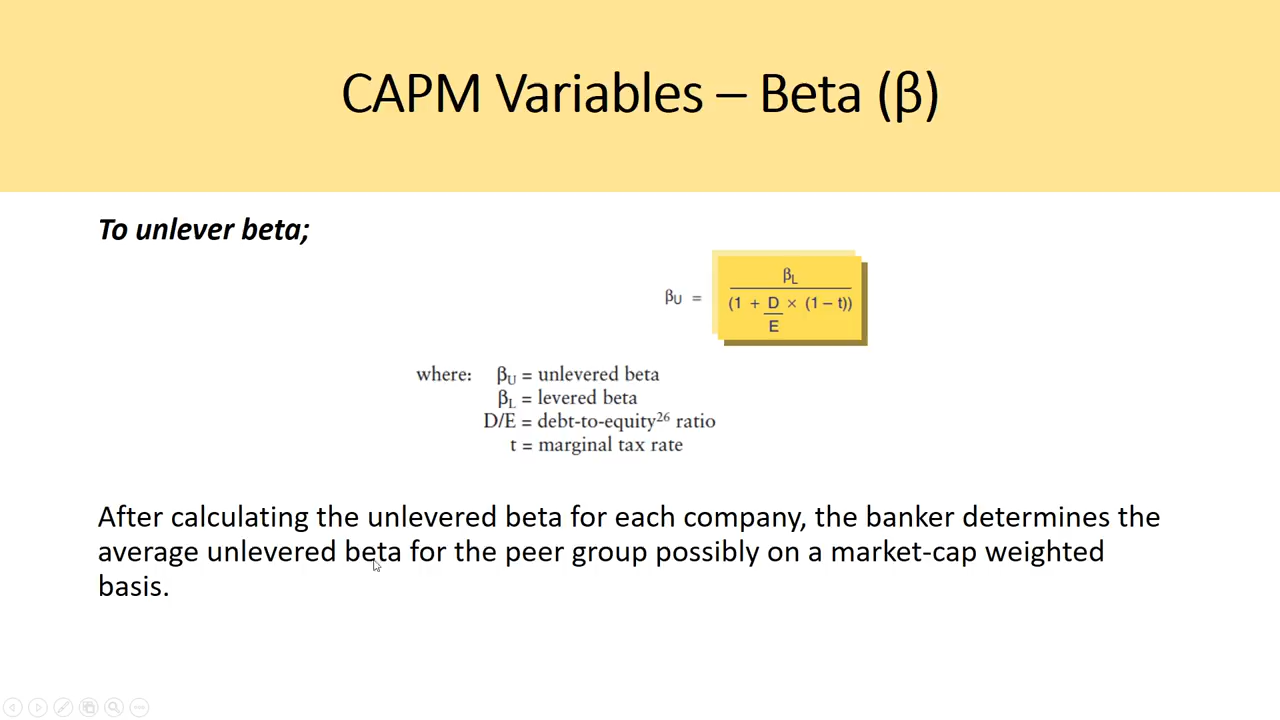 CAPM Variables – Beta (β)
To unlever beta;
βU = βL
(1 + D × (1 – t))
E
where: βU = unlevered beta
βL = levered beta
D/E = debt-to-equity26 ratio
t = marginal tax rate
After calculating the unlevered beta for each company, the banker determines the
average unlevered beta for the peer group possibly on a market-cap weighted
basis.